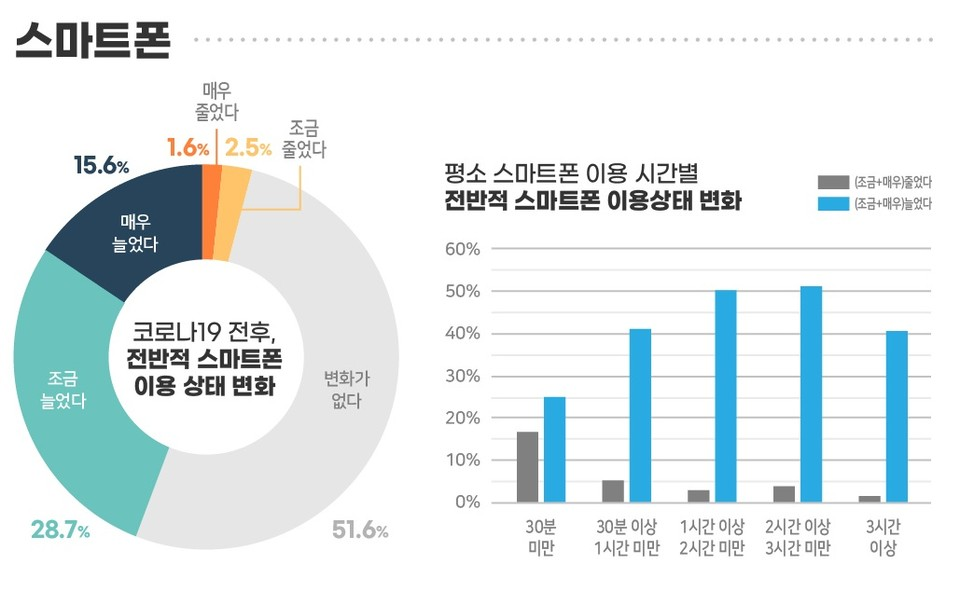 스마트폰
매우
줄었다
조금
줄었다
1.6%
2.5%
15.6%
매우
늘었다
코로나19 전후,
전반적 스마트폰
이용 상태 변화
조금
늘었다
변화가
없다
28.7%
51.6%
평소 스마트폰 이용 시간별
전반적 스마트폰 이용상태 변화
(조금+매우)줄었다
(조금+매우)늘었다
60%
50%
40%
30%
20%
10%
0%
30분
미만
30분 이상
1시간 미만
1시간 이상
2시간 미만
2시간 이상
3시간 미만
3시간
이상